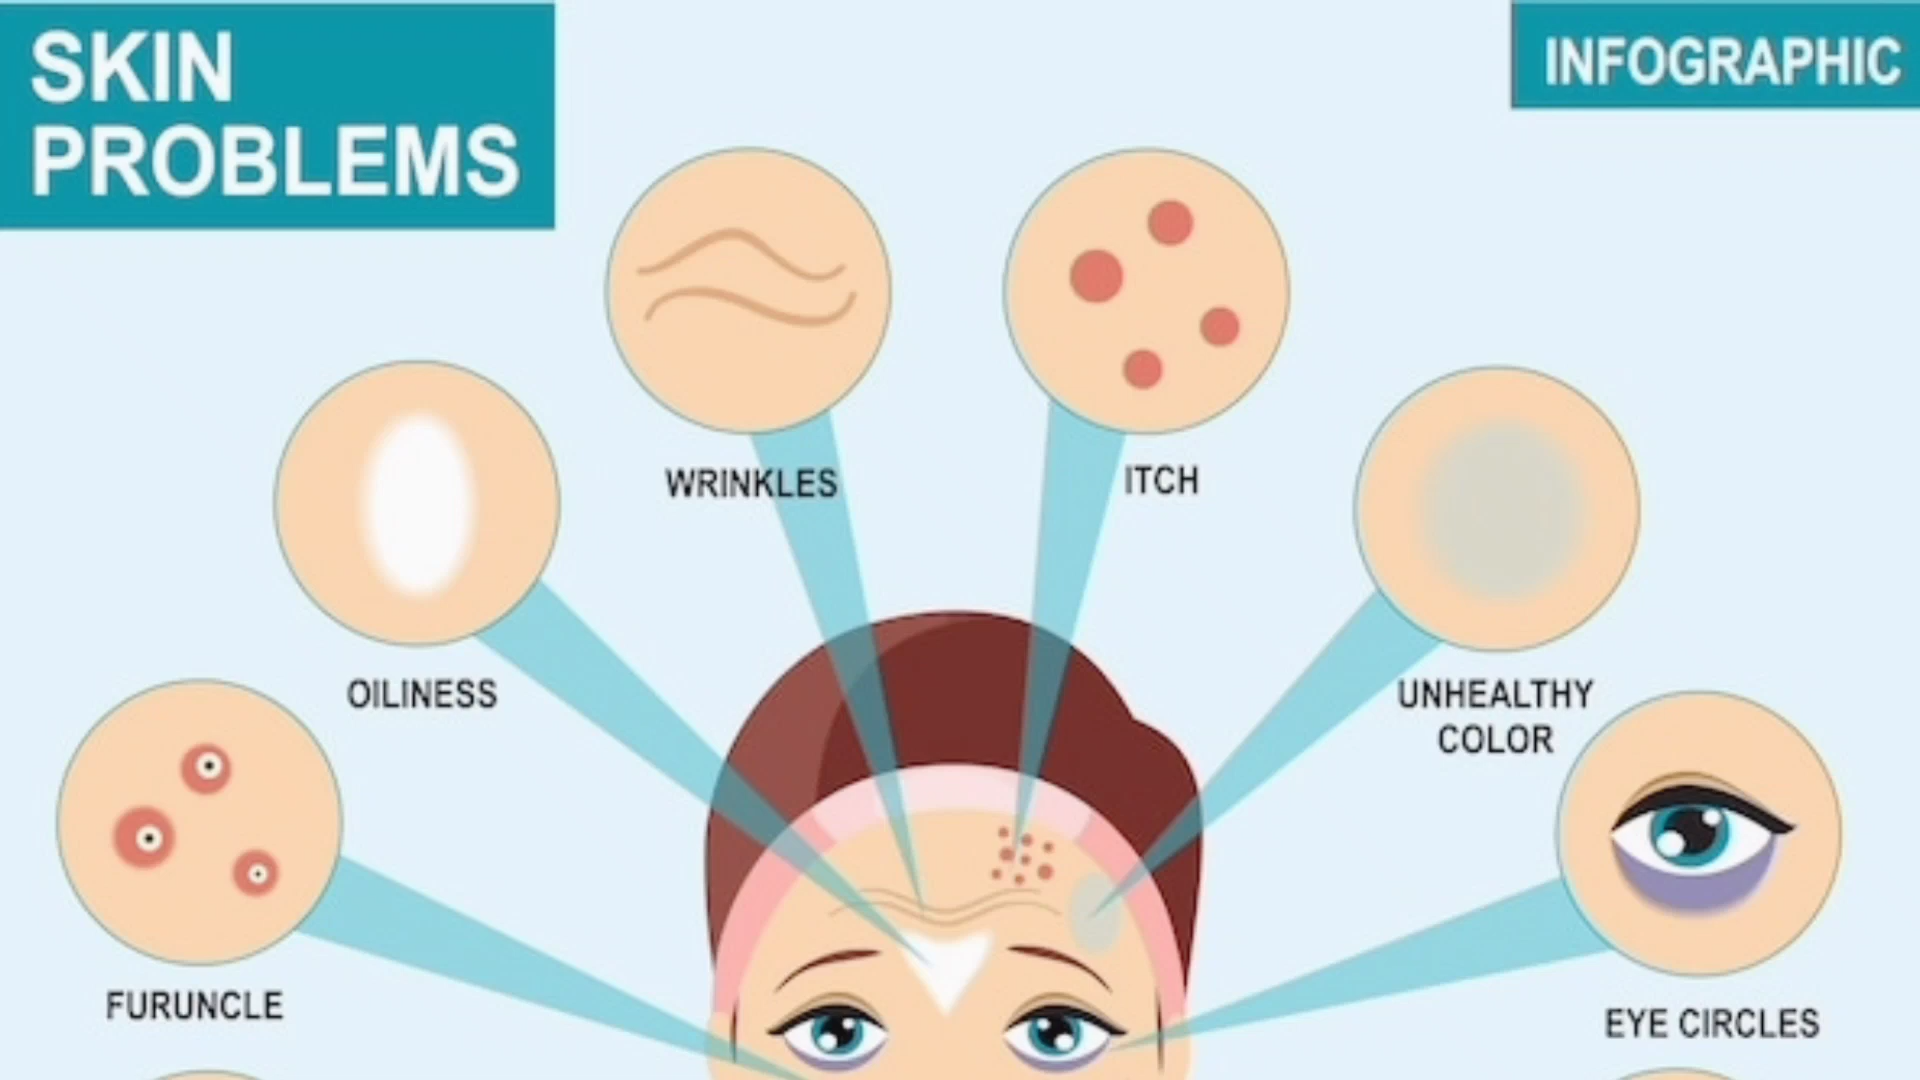 SKIN
PROBLEMS
INFOGRAPHIC
WRINKLES
ITCH
OILINESS
UNHEALTHY
COLOR
FURUNCLE
EYE CIRCLES